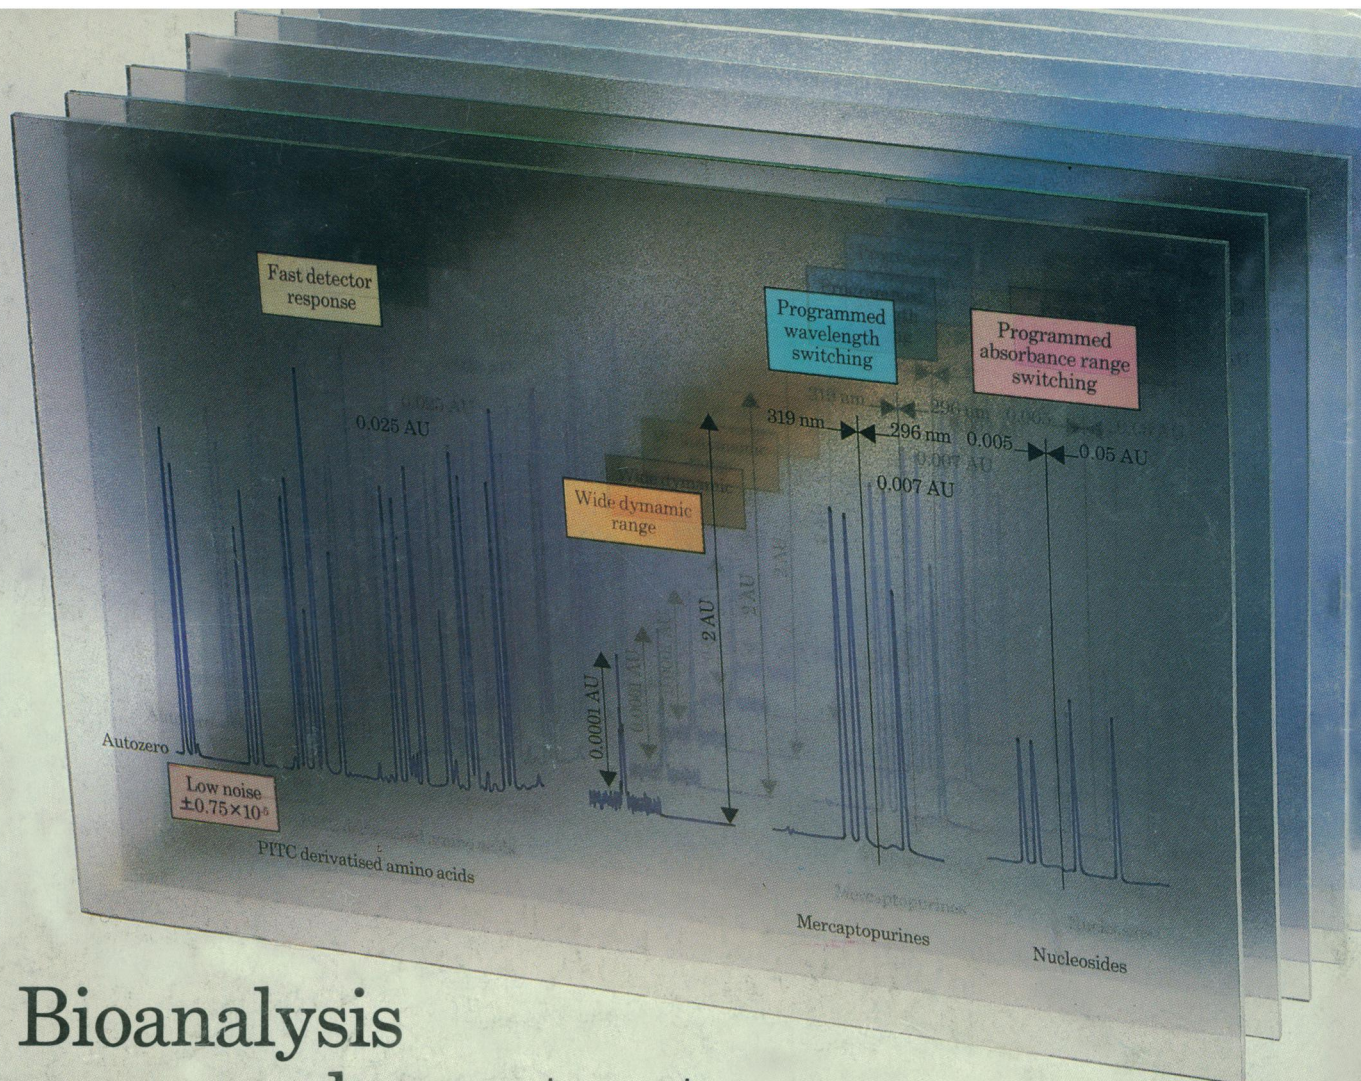 Fast detector
response
Programmed
wavelength
switching
Programmed
absorbance range
switching
0.025 AU
319 nm
296 nm
0.005
0.05 AU
0.007 AU
Wide dymamic
range
0.0001 AU
2 AU
Autozero
Low noise
±0.75×10⁻⁵
PITC derivatised amino acids
Mercaptopurines
Nucleosides
Bioanalysis